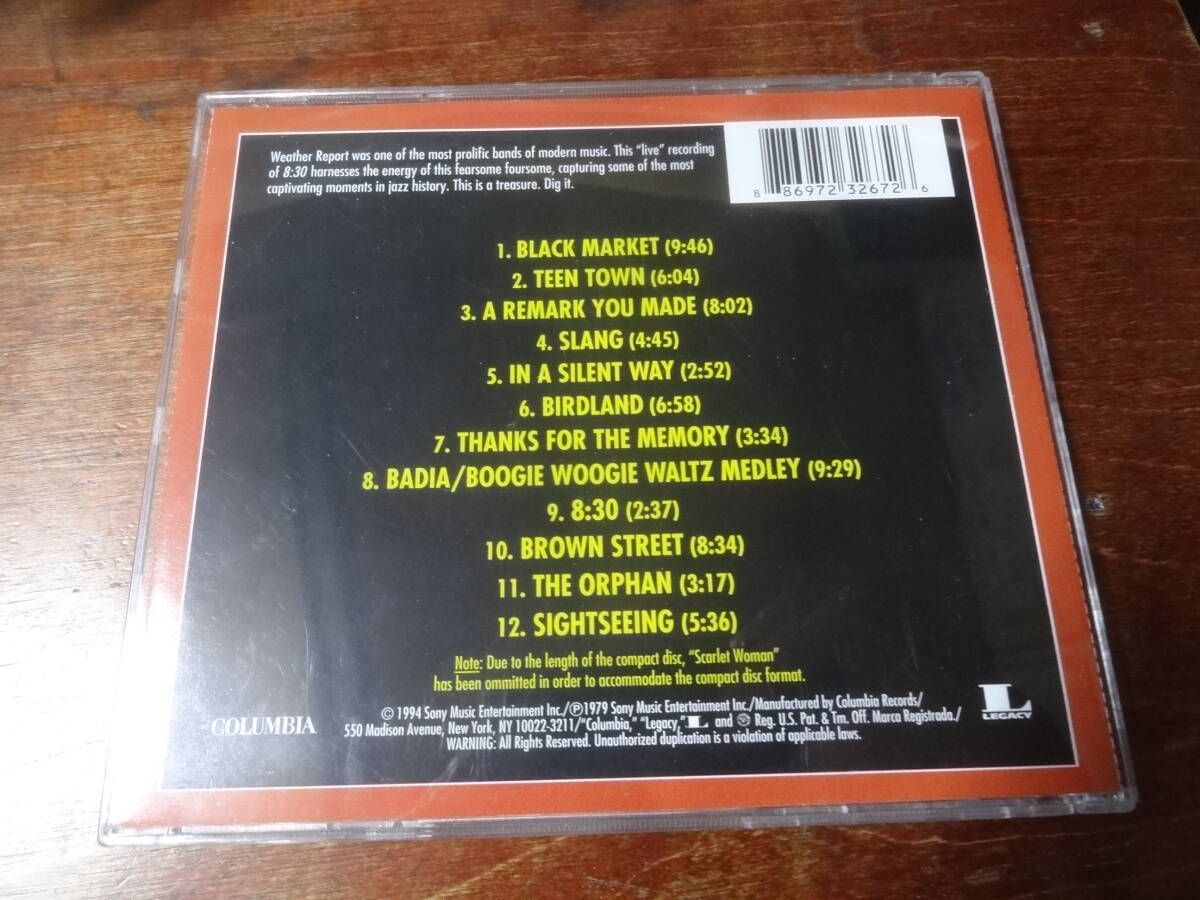 Weather Report was one of the most prolific bands of modern music. This "live" recording
of 8:30 harnesses the energy of this fearsome foursome, capturing some of the most
captivating moments in jazz history. This is a treasure. Dig it.
8 86972 32672 6
1. BLACK MARKET (9:46)
2. TEEN TOWN (6:04)
3. A REMARK YOU MADE (8:02)
4. SLANG (4:45)
5. IN A SILENT WAY (2:52)
6. BIRDLAND (6:58)
7. THANKS FOR THE MEMORY (3:34)
8. BADIA/BOOGIE WOOGIE WALTZ MEDLEY (9:29)
9. 8:30 (2:37)
10. BROWN STREET (8:34)
11. THE ORPHAN (3:17)
12. SIGHTSEEING (5:36)
Note: Due to the length of the compact disc, "Scarlet Woman"
has been ommitted in order to accommodate the compact disc format.
COLUMBIA
© 1994 Sony Music Entertainment Inc./℗1979 Sony Music Entertainment Inc./Manufactured by Columbia Records/
550 Madison Avenue, New York, NY 10022-3211/"Columbia," "Legacy," L and Reg. U.S. Pat. & Tm. Off. Marca Registrada./
WARNING: All Rights Reserved. Unauthorized duplication is a violation of applicable laws.
L
LEGACY